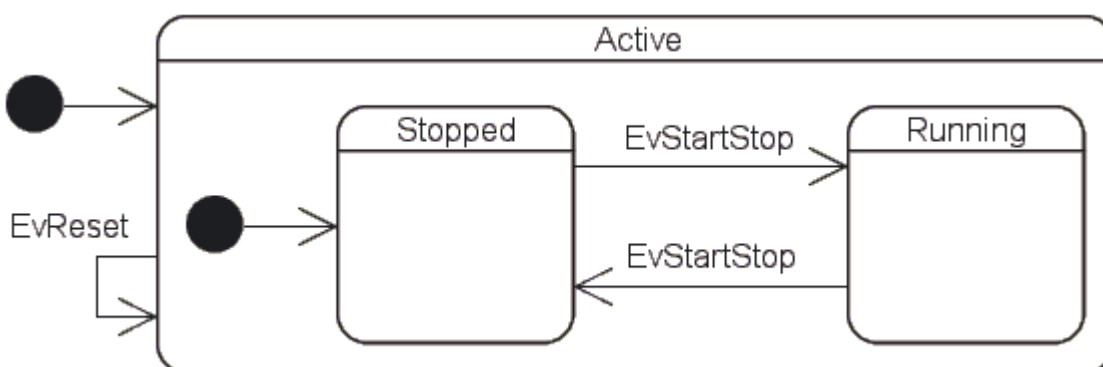 Active
Stopped
EvStartStop
Running
EvReset
EvStartStop